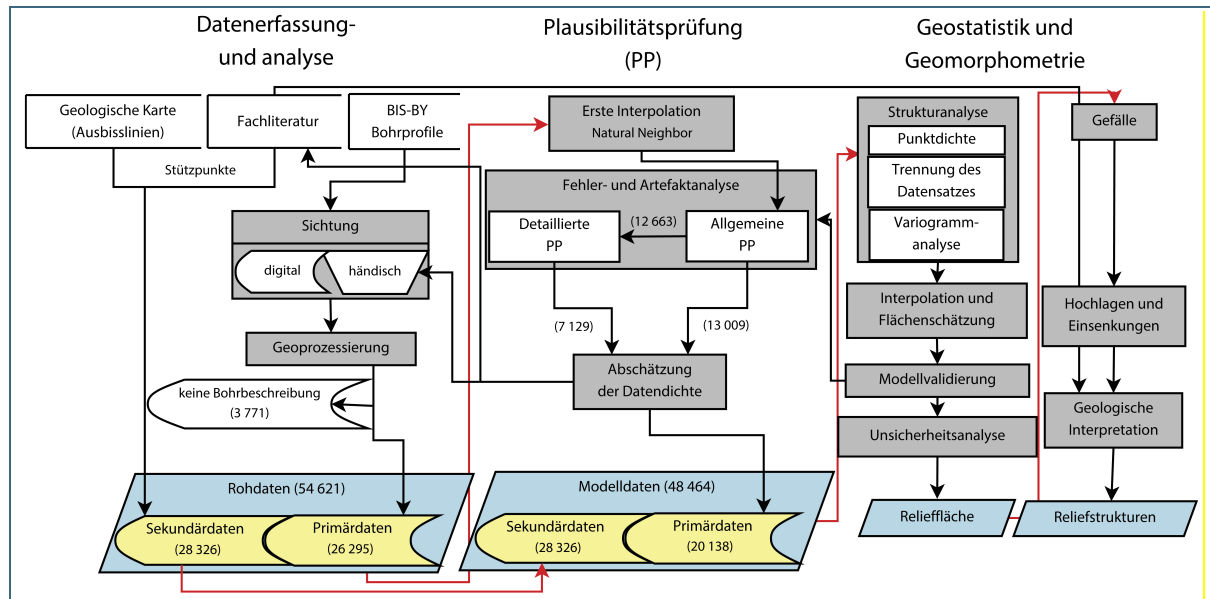 Datenerfassung-
und analyse
Geologische Karte
(Ausbisslinien)
Fachliteratur
BIS-BY
Bohrprofile
Stützpunkte
Sichtung
digital
händisch
Geoprozessierung
keine Bohrbeschreibung
(3 771)
Rohdaten (54 621)
Sekundärdaten
(28 326)
Primärdaten
(26 295)
Plausibilitätsprüfung
(PP)
Erste Interpolation
Natural Neighbor
Fehler- und Artefaktanalyse
Detaillierte
PP
(12 663)
Allgemeine
PP
(7 129)
(13 009)
Abschätzung
der Datendichte
Modelldaten (48 464)
Sekundärdaten
(28 326)
Primärdaten
(20 138)
Geostatistik und
Geomorphometrie
Strukturanalyse
Punktdichte
Trennung des
Datensatzes
Variogramm-
analyse
Interpolation und
Flächenschätzung
Modellvalidierung
Unsicherheitsanalyse
Relieffläche
Gefälle
Hochlagen und
Einsenkungen
Geologische
Interpretation
Reliefstrukturen